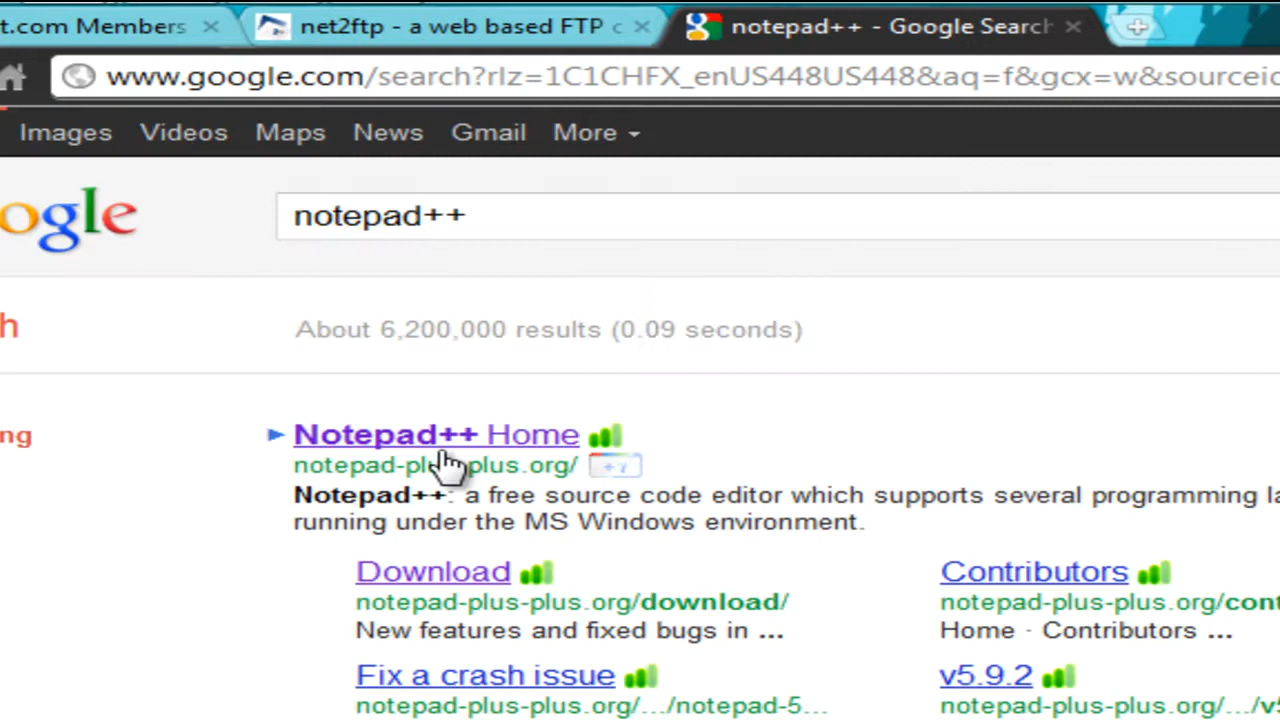 t.com Members net2ftp - a web based FTP c notepad++ - Google Search
www.google.com/search?rlz=1C1CHFX_enUS448US448&aq=f&gcx=w&sourceic
Images Videos Maps News Gmail More
ogle notepad++
h About 6,200,000 results (0.09 seconds)
ng Notepad++ Home
notepad-plus-plus.org/ +1
Notepad++: a free source code editor which supports several programming la
running under the MS Windows environment.
Download Contributors
notepad-plus-plus.org/download/ notepad-plus-plus.org/cont
New features and fixed bugs in ... Home · Contributors ...
Fix a crash issue v5.9.2
notepad-plus-plus.org/.../notepad-5... notepad-plus-plus.org/.../v5